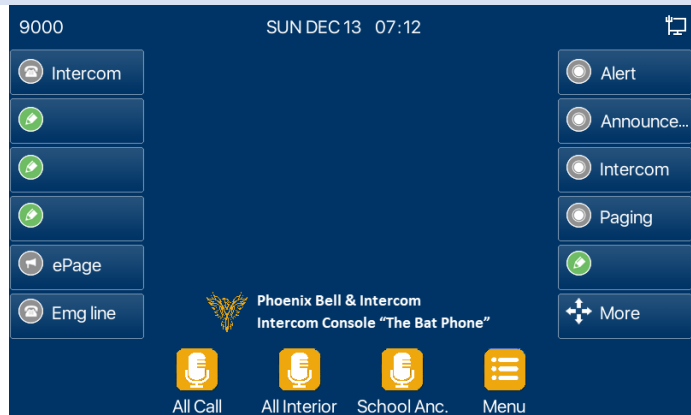 9000
SUN DEC 13 07:12
Intercom
ePage
Emg line
Alert
Announce...
Intercom
Paging
More
Phoenix Bell & Intercom
Intercom Console “The Bat Phone”
All Call
All Interior
School Anc.
Menu